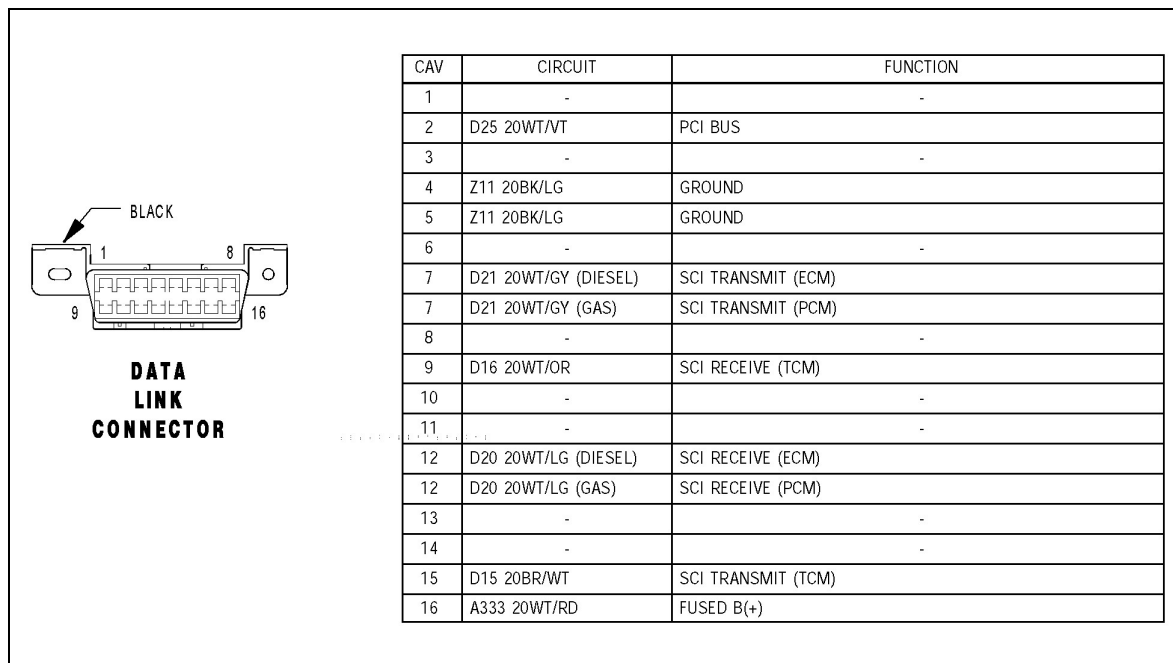 BLACK
1 8
9 16
DATA
LINK
CONNECTOR
CAV CIRCUIT FUNCTION
1 - -
2 D25 20WT/VT PCI BUS
3 - -
4 Z11 20BK/LG GROUND
5 Z11 20BK/LG GROUND
6 - -
7 D21 20WT/GY (DIESEL) SCI TRANSMIT (ECM)
7 D21 20WT/GY (GAS) SCI TRANSMIT (PCM)
8 - -
9 D16 20WT/OR SCI RECEIVE (TCM)
10 - -
11 - -
12 D20 20WT/LG (DIESEL) SCI RECEIVE (ECM)
12 D20 20WT/LG (GAS) SCI RECEIVE (PCM)
13 - -
14 - -
15 D15 20BR/WT SCI TRANSMIT (TCM)
16 A333 20WT/RD FUSED B(+)